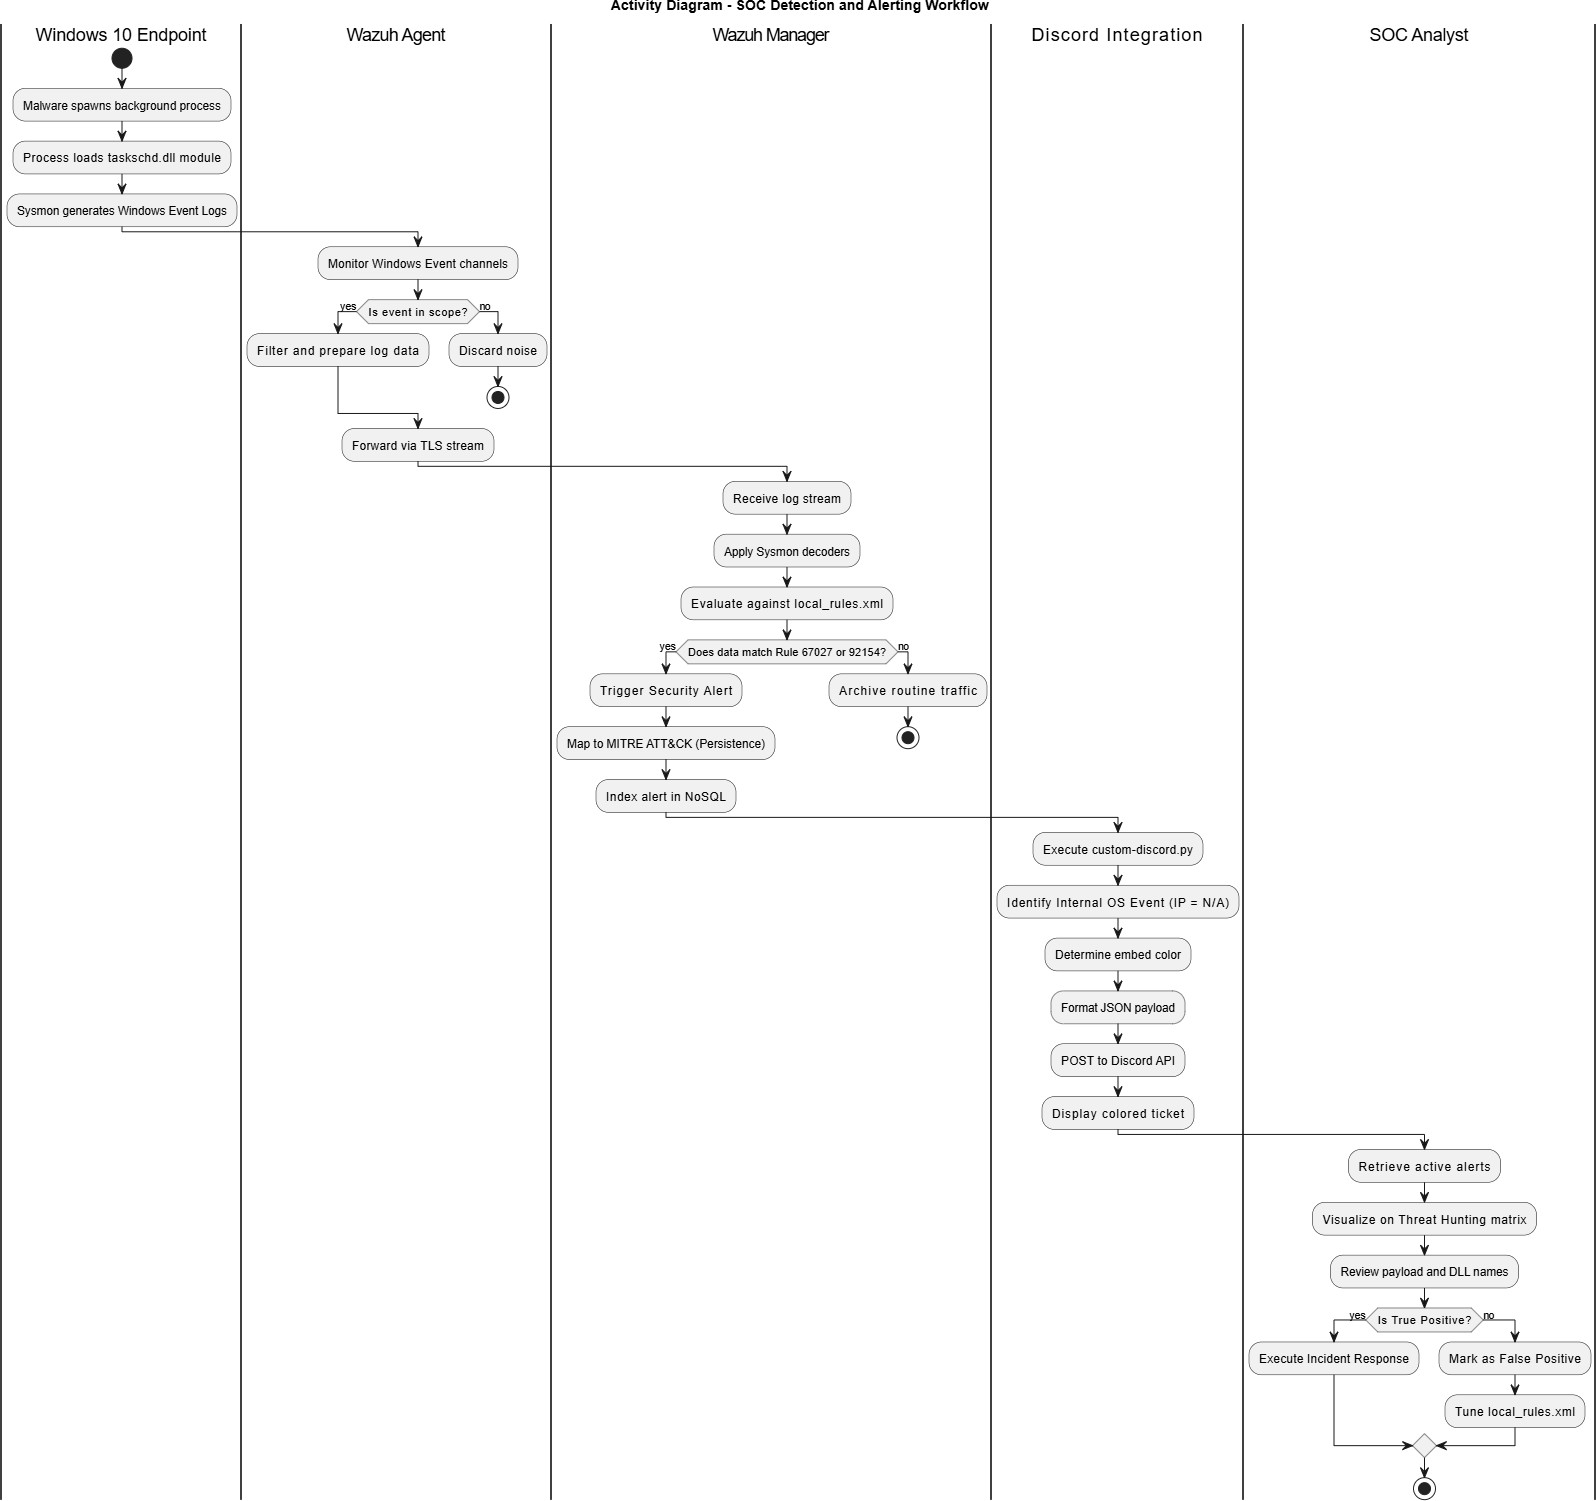 Activity Diagram - SOC Detection and Alerting Workflow
Windows 10 Endpoint
Wazuh Agent
Wazuh Manager
Discord Integration
SOC Analyst
Malware spawns background process
Process loads taskschd.dll module
Sysmon generates Windows Event Logs
Monitor Windows Event channels
yes
Is event in scope?
no
Filter and prepare log data
Discard noise
Forward via TLS stream
Receive log stream
Apply Sysmon decoders
Evaluate against local_rules.xml
yes
Does data match Rule 67027 or 92154?
no
Trigger Security Alert
Archive routine traffic
Map to MITRE ATT&CK (Persistence)
Index alert in NoSQL
Execute custom-discord.py
Identify Internal OS Event (IP = N/A)
Determine embed color
Format JSON payload
POST to Discord API
Display colored ticket
Retrieve active alerts
Visualize on Threat Hunting matrix
Review payload and DLL names
yes
Is True Positive?
no
Execute Incident Response
Mark as False Positive
Tune local_rules.xml